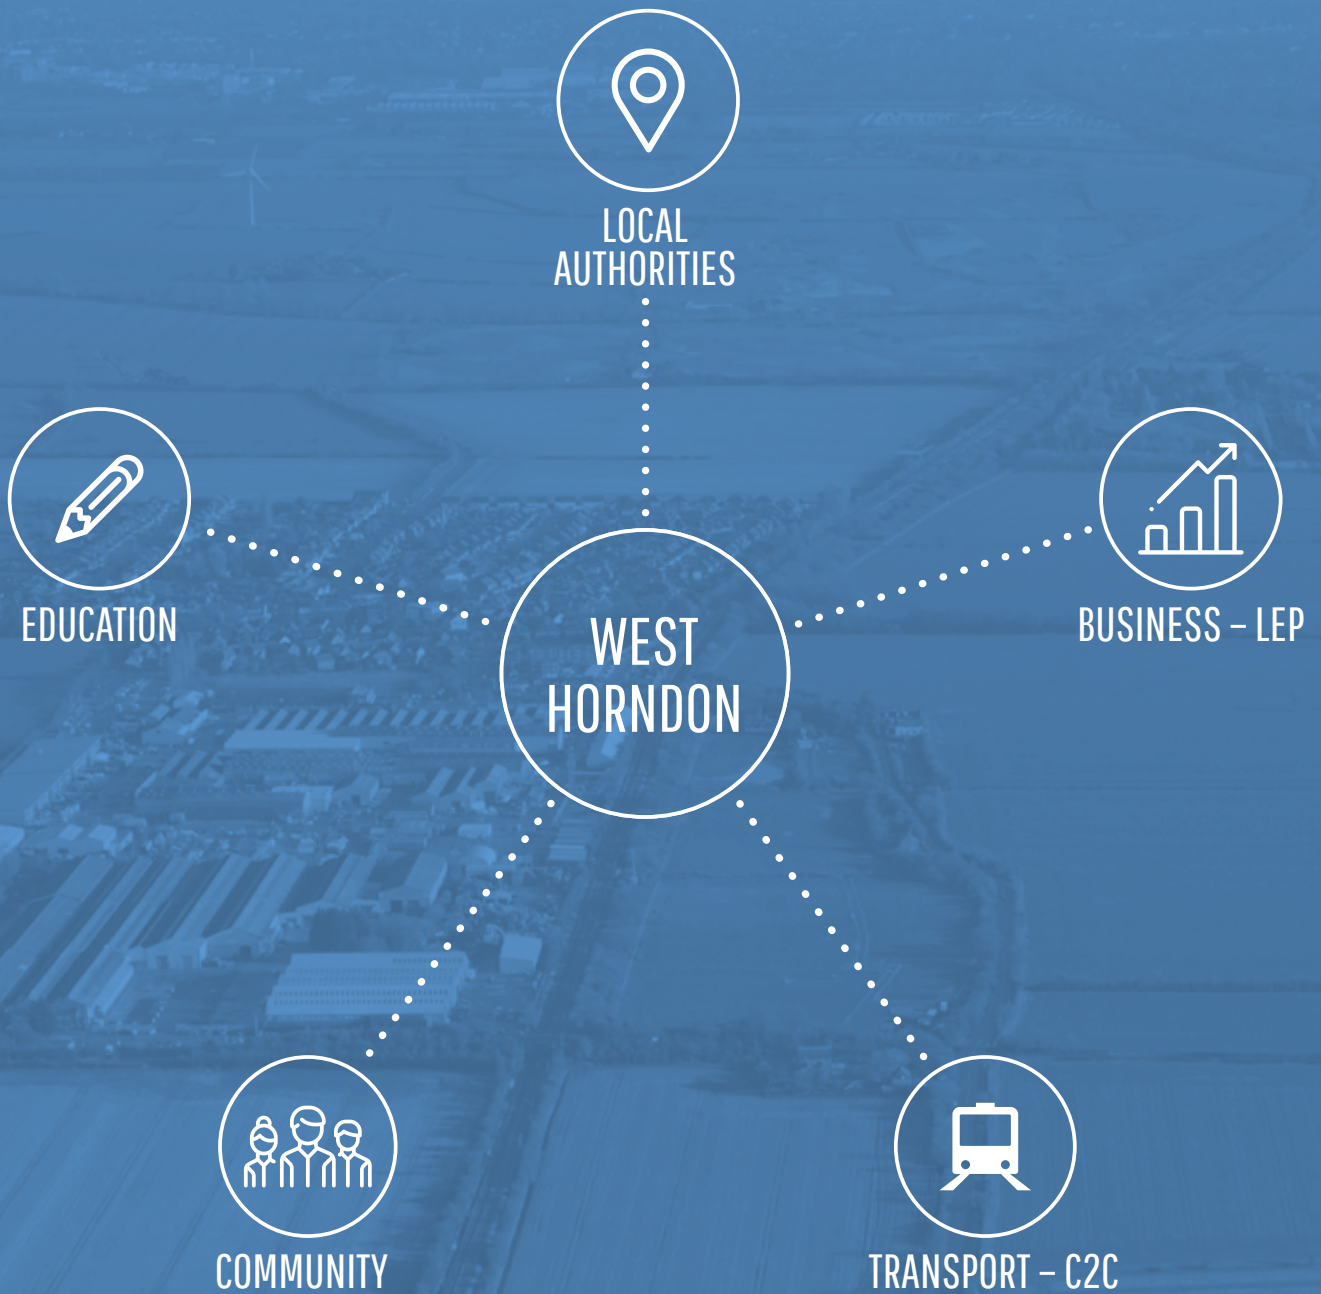 LOCAL
AUTHORITIES
EDUCATION
BUSINESS – LEP
WEST
HORNDON
COMMUNITY
TRANSPORT – C2C